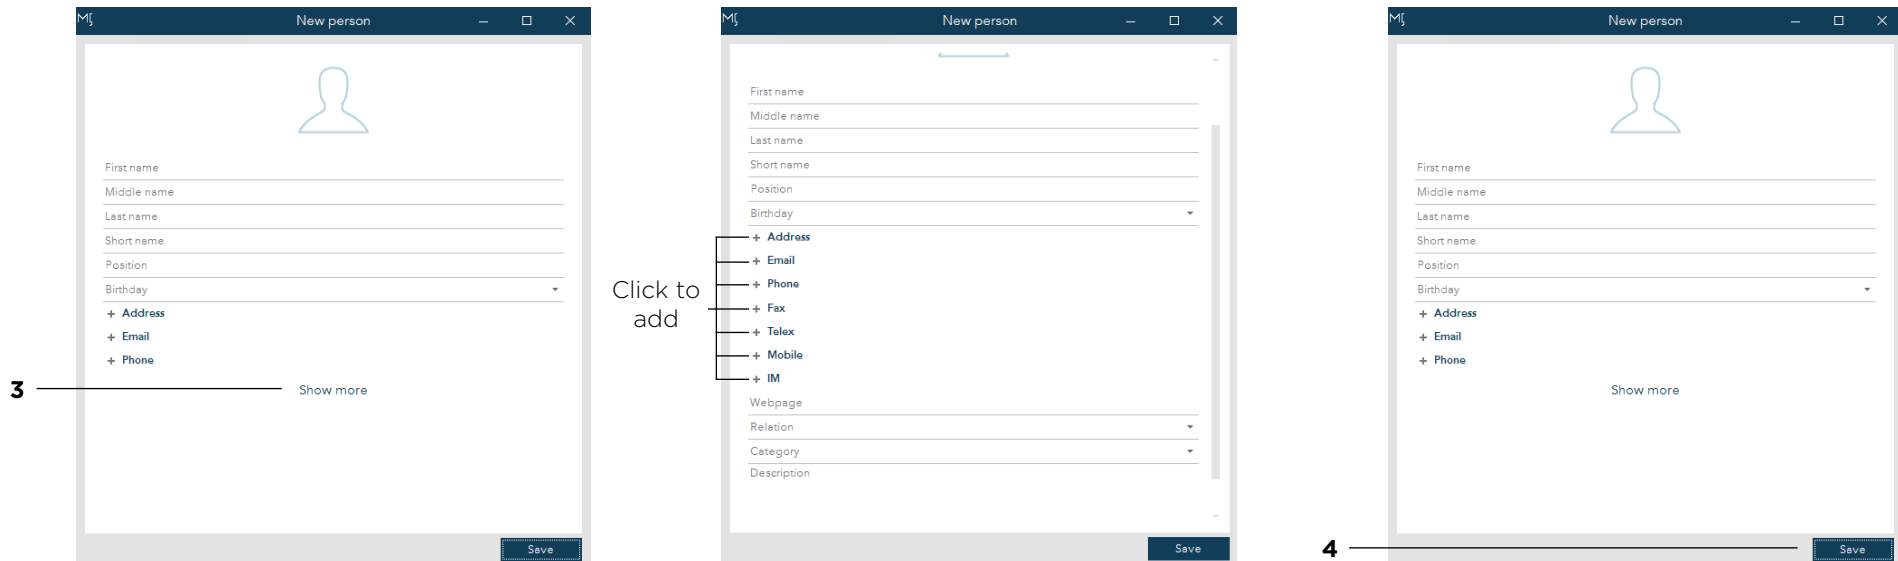 MS New person
First name
Middle name
Last name
Short name
Position
Birthday
+ Address
+ Email
+ Phone
3
Show more
Save
MS New person
First name
Middle name
Last name
Short name
Position
Birthday
+ Address
+ Email
+ Phone
+ Fax
+ Telex
+ Mobile
+ IM
Click to
add
Webpage
Relation
Category
Description
Save
MS New person
First name
Middle name
Last name
Short name
Position
Birthday
+ Address
+ Email
+ Phone
Show more
4
Save